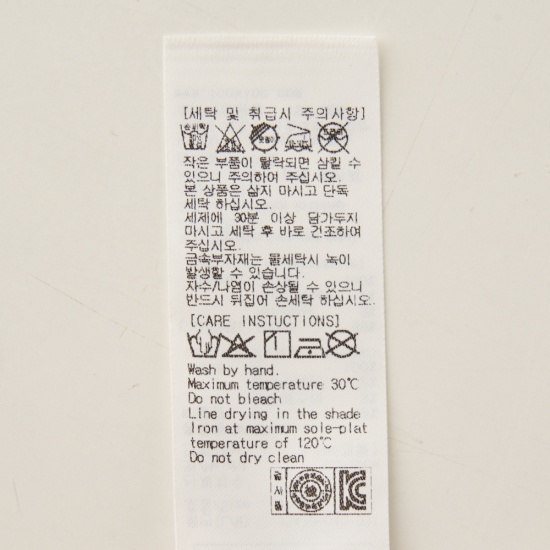 [세탁 및 취급시 주의사항]
작은 부품이 탈락되면 삼킬 수
있으니 주의하여 주십시오.
본 상품은 삶지 마시고 단독
세탁 하십시오.
세제에 30분 이상 담가두지
마시고 세탁 후 바로 건조하여
주십시오.
금속부자재는 물세탁시 녹이
발생할 수 있습니다.
자수/나염이 손상될 수 있으니
반드시 뒤집어 손세탁 하십시오.
[CARE INSTUCTIONS]
Wash by hand.
Maximum temperature 30℃
Do not bleach
Line drying in the shade
Iron at maximum sole-plat
temperature of 120℃
Do not dry clean